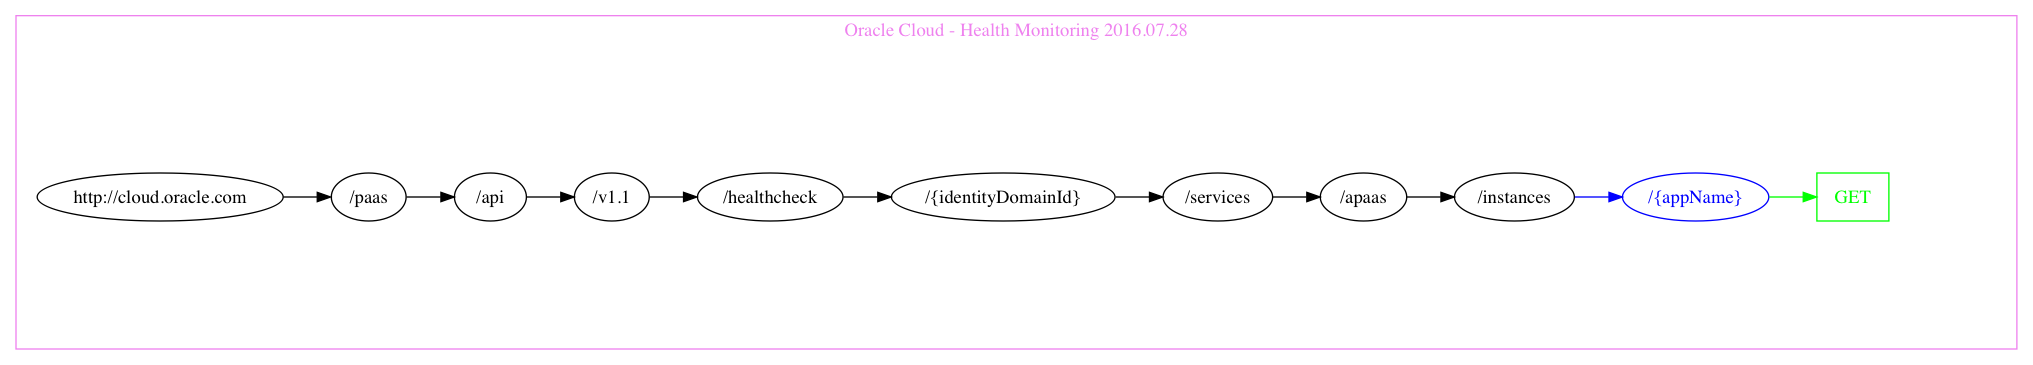 Oracle Cloud - Health Monitoring 2016.07.28
http://cloud.oracle.com
/paas
/api
/v1.1
/healthcheck
/{identityDomainId}
/services
/apaas
/instances
/{appName}
GET